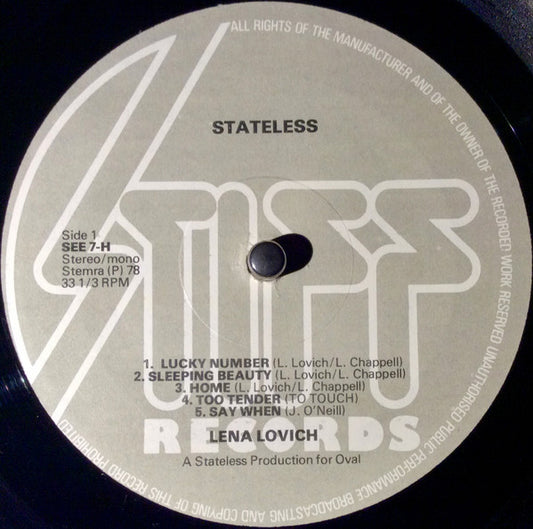 ALL RIGHTS OF THE MANUFACTURER AND OF THE OWNER OF THE RECORDED WORK RESERVED UNAUTHORISED PUBLIC PERFORMANCE BROADCASTING AND COPYING OF THIS RECORD PROHIBITED
STATELESS
STIFF
Side 1
SEE 7-H
Stereo/mono
Stemra (P) 78
33 1/3 RPM
1. LUCKY NUMBER (L. Lovich/L. Chappell)
2. SLEEPING BEAUTY (L. Lovich/L. Chappell)
3. HOME (L. Lovich/L. Chappell)
4. TOO TENDER (TO TOUCH)
5. SAY WHEN (J. O'Neill)
RECORDS
LENA LOVICH
A Stateless Production for Oval